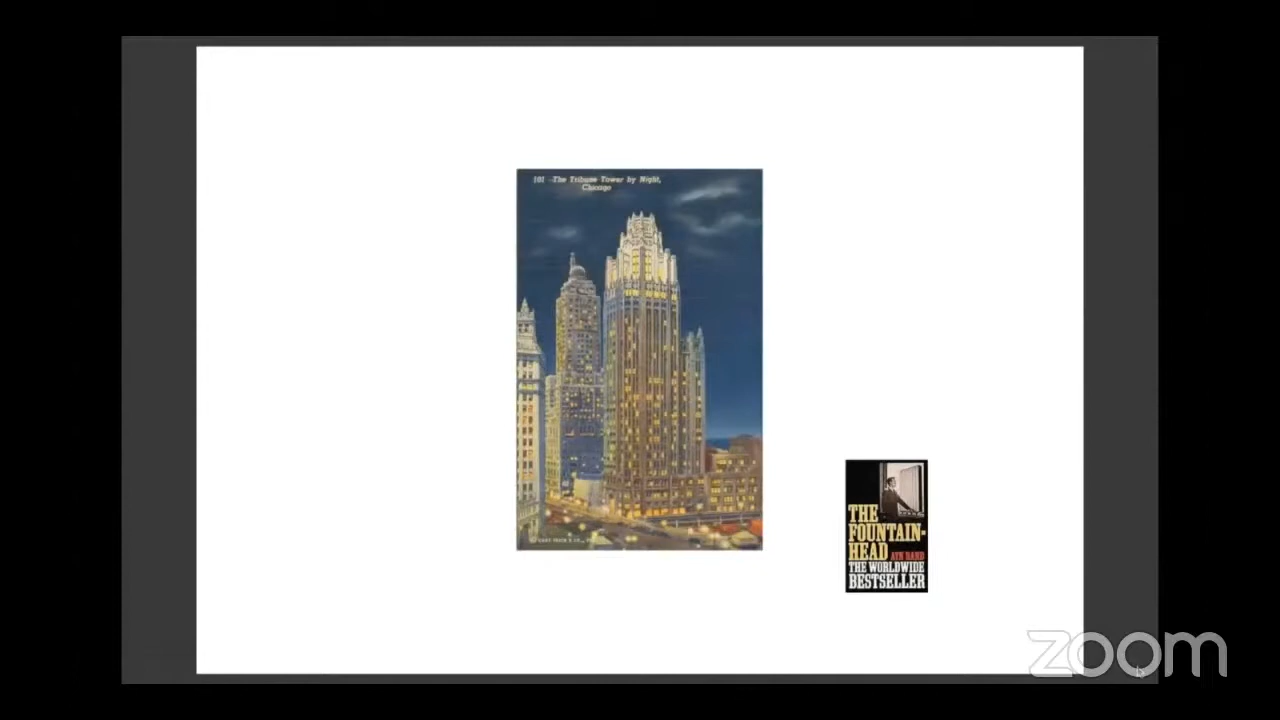 101 -The Tribune Tower by Night,
Chicago
THE
FOUNTAIN-
HEAD AYN RAND
THE WORLDWIDE
BESTSELLER
zoom